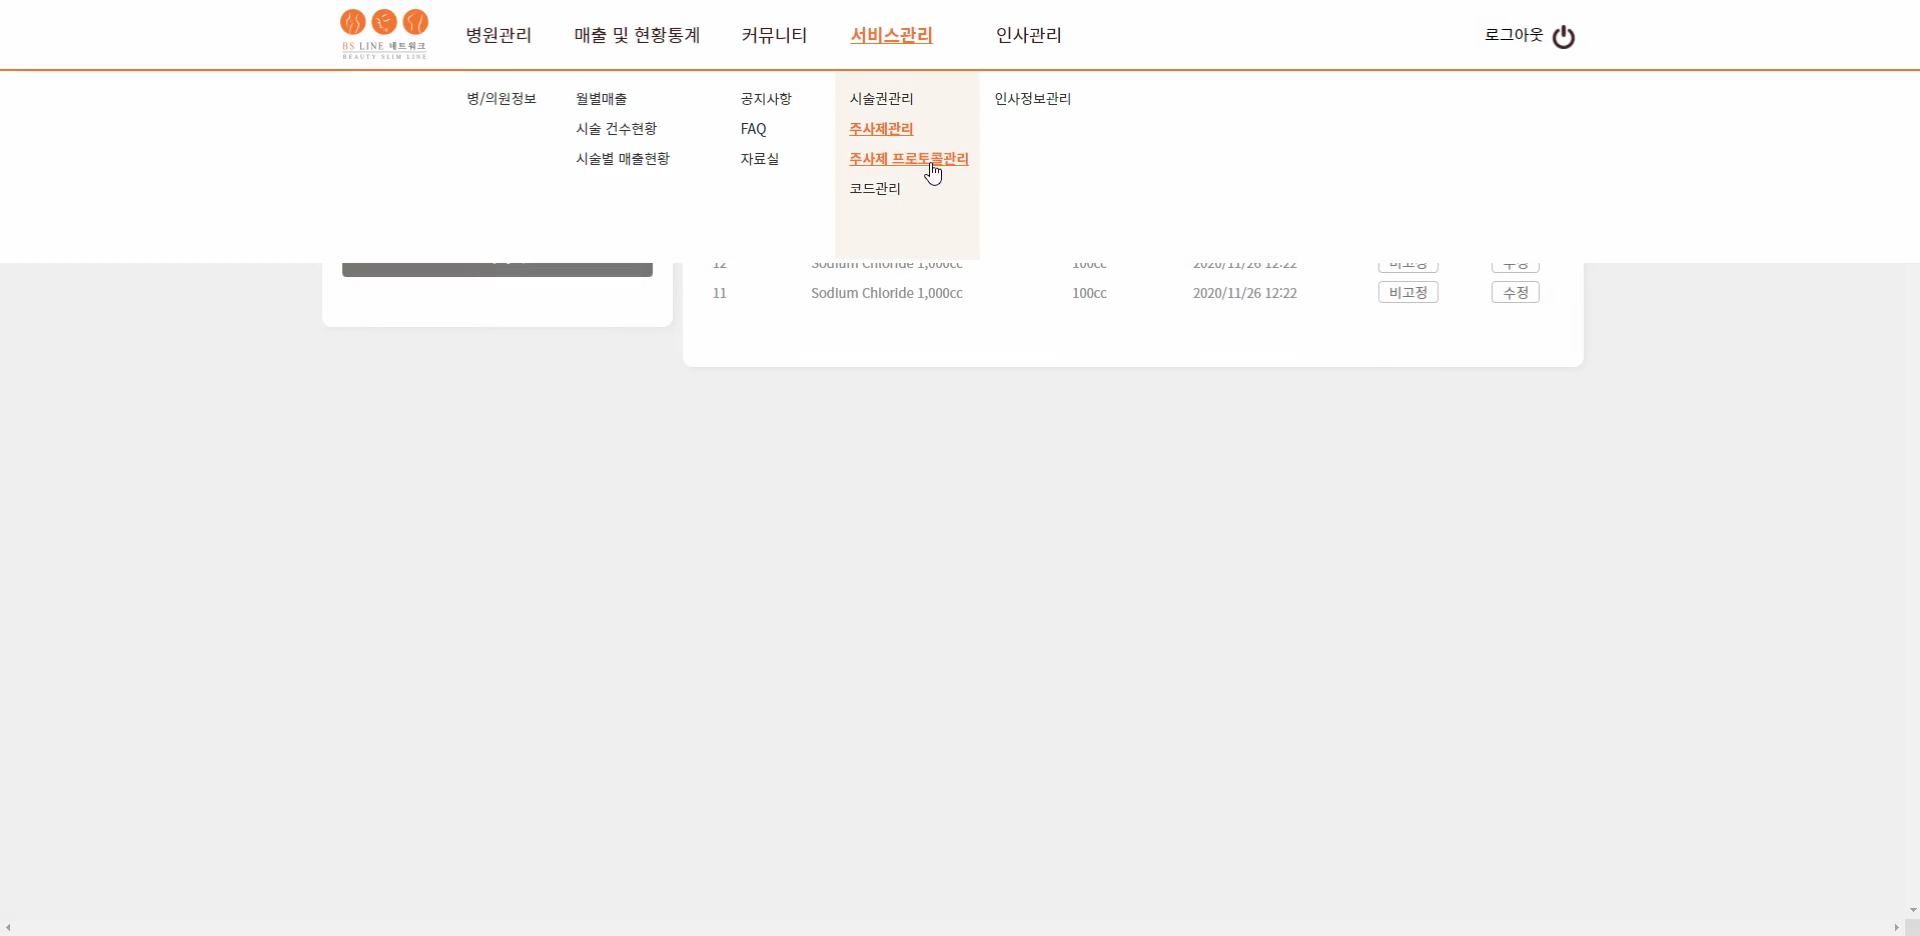 BS LINE 네트워크
BEAUTY SLIM LINE
병원관리 매출 및 현황통계 커뮤니티 서비스관리 인사관리 로그아웃
병/의원정보 월별매출 공지사항 시술권관리 인사정보관리
시술 건수현황 FAQ 주사제관리
시술별 매출현황 자료실 주사제 프로토콜관리
코드관리
12 Sodium Chloride 1,000cc 100cc 2020/11/26 12:22 비고정 수정
11 Sodium Chloride 1,000cc 100cc 2020/11/26 12:22 비고정 수정